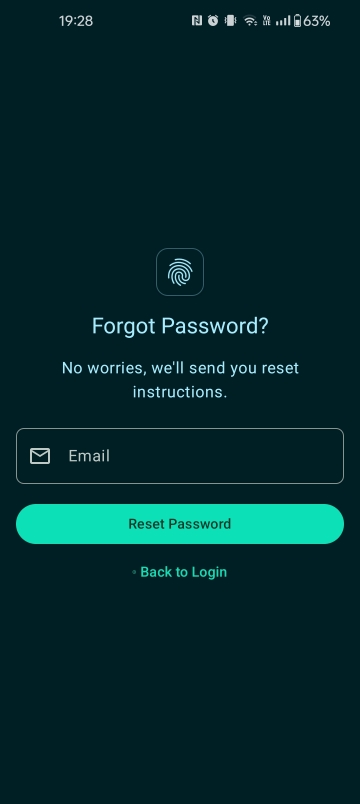 19:28
63%
Forgot Password?
No worries, we'll send you reset
instructions.
Email
Reset Password
Back to Login